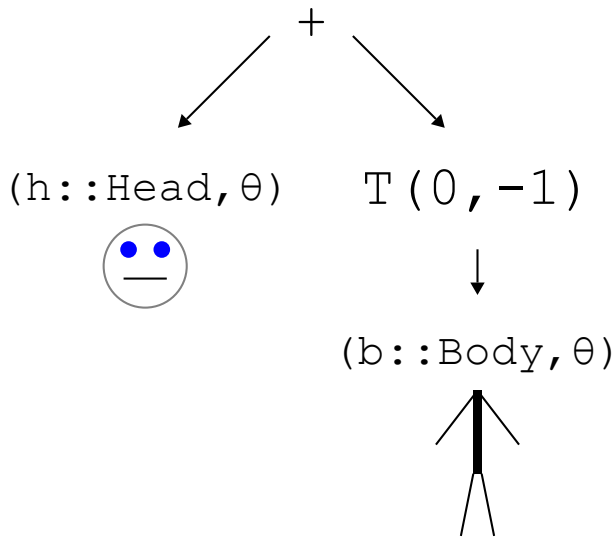 +
(h::Head,θ)
T(0,-1)
(b::Body,θ)